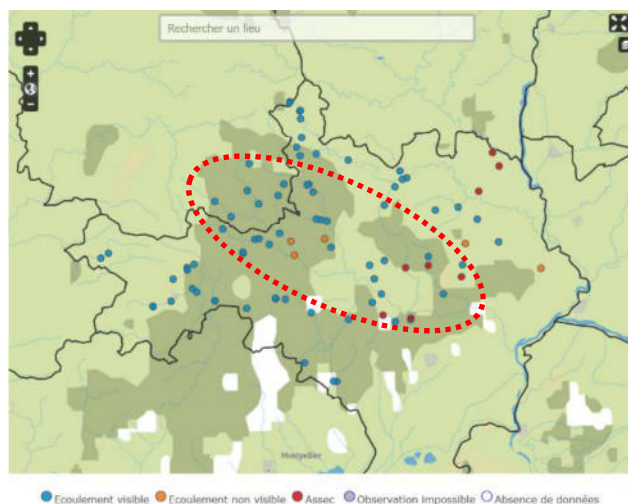 Rechercher un lieu
Montpellier
Ecoulement visible Ecoulement non visible Assec Observation impossible Absence de données